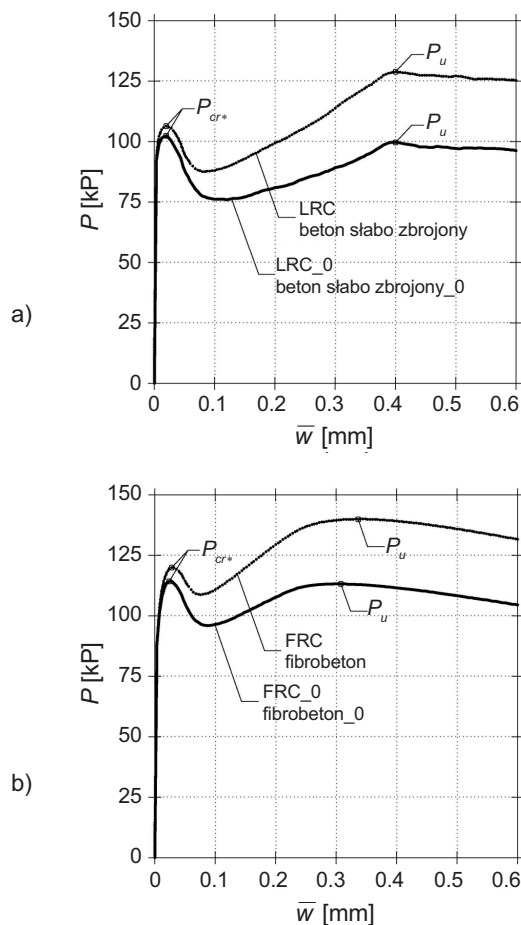 150
125
100
75
50
25
0
P [kP]
P_u
P_cr*
P_u
LRC
beton słabo zbrojony
LRC_0
beton słabo zbrojony_0
a)
0 0.1 0.2 0.3 0.4 0.5 0.6
w̅ [mm]
150
125
100
75
50
25
0
P [kP]
P_cr*
P_u
P_u
FRC
fibrobeton
FRC_0
fibrobeton_0
b)
0 0.1 0.2 0.3 0.4 0.5 0.6
w̅ [mm]